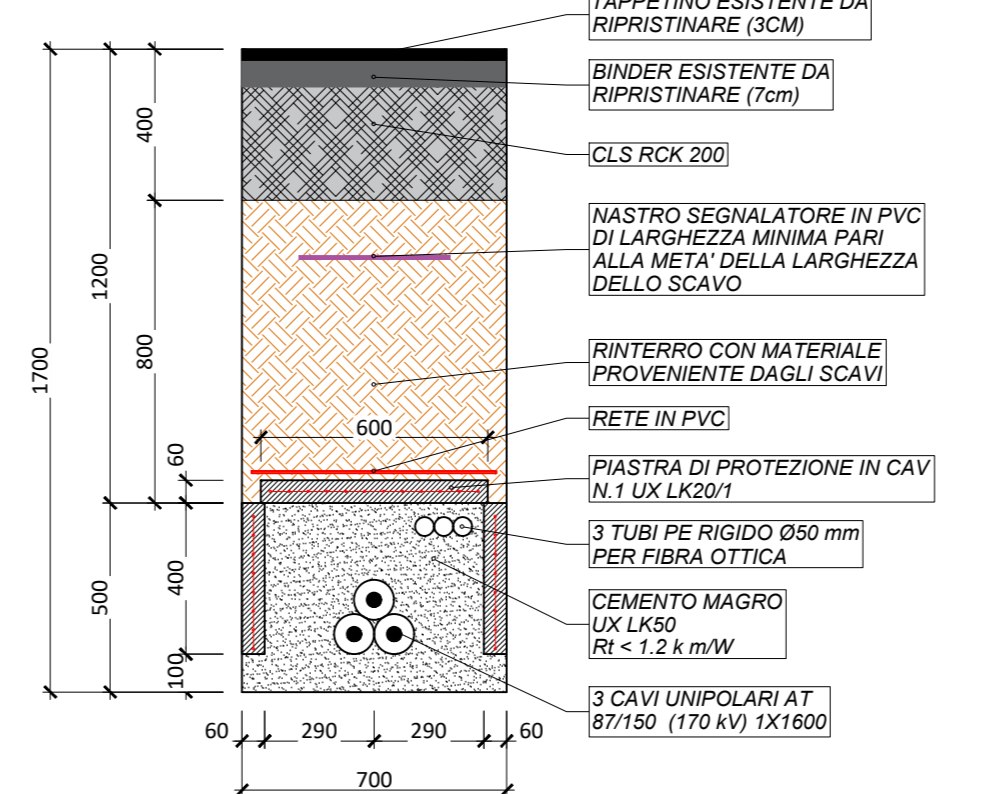 TAPPETINO ESISTENTE DA
RIPRISTINARE (3CM)
BINDER ESISTENTE DA
RIPRISTINARE (7cm)
CLS RCK 200
NASTRO SEGNALATORE IN PVC
DI LARGHEZZA MINIMA PARI
ALLA META' DELLA LARGHEZZA
DELLO SCAVO
RINTERRO CON MATERIALE
PROVENIENTE DAGLI SCAVI
RETE IN PVC
PIASTRA DI PROTEZIONE IN CAV
N.1 UX LK20/1
3 TUBI PE RIGIDO Ø50 mm
PER FIBRA OTTICA
CEMENTO MAGRO
UX LK50
Rt < 1.2 k m/W
3 CAVI UNIPOLARI AT
87/150 (170 kV) 1X1600
1700
1200
500
400
800
60
400
100
600
60
290
290
60
700